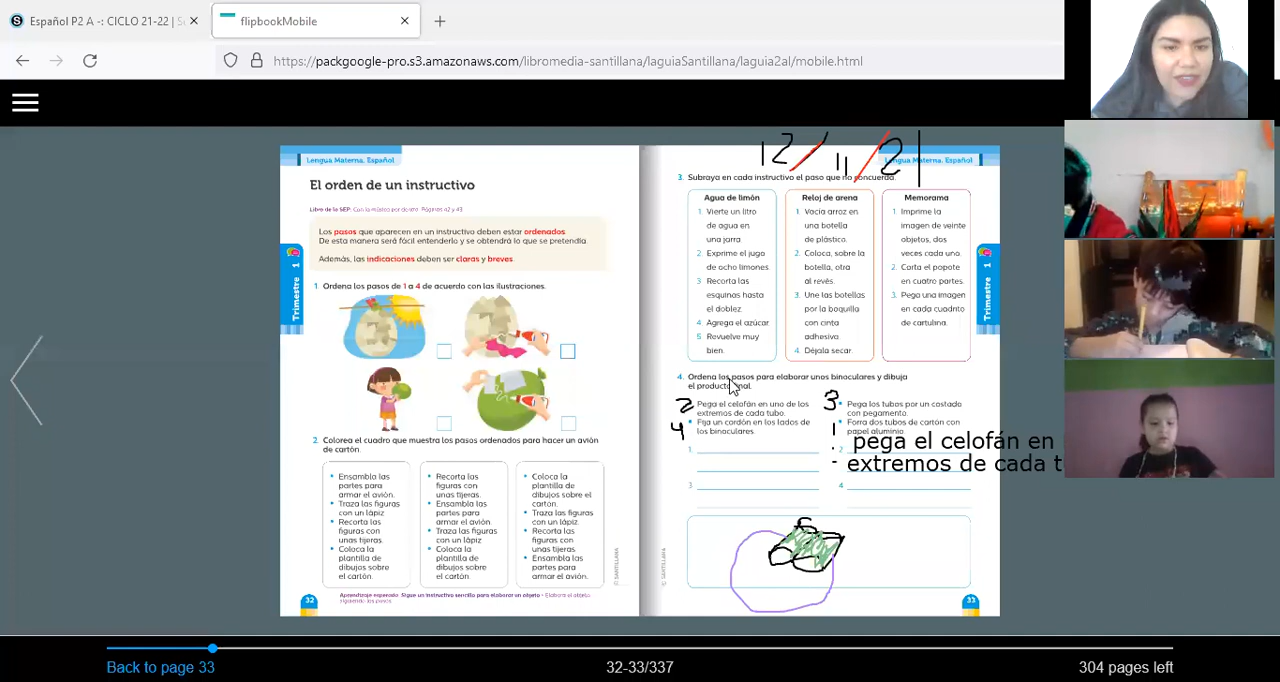 Español P2 A -: CICLO 21-22 | S
flipbookMobile
https://packgoogle-pro.s3.amazonaws.com/libromedia-santillana/laguiaSantillana/laguia2al/mobile.html
12/11/21
Lengua Materna. Español
El orden de un instructivo
Los pasos que aparecen en un instructivo deben estar ordenados.
De esta manera será fácil entenderlo y se obtendrá lo que se pretendía.
Además, las indicaciones deben ser claras y breves
Trimestre 1
1 Ordena los pasos de 1 a 4 de acuerdo con las ilustraciones.
2. Colorea el cuadro que muestra los pasos ordenados para hacer un avión
de cartón.
• Ensambla las
partes para
armar el avión.
• Traza las figuras
con un lápiz.
• Recorta las
figuras con
unas tijeras.
• Coloca la
plantilla de
dibujos sobre
el cartón.
• Recorta las
figuras con
unas tijeras.
• Ensambla las
partes para
armar el avión.
• Traza las figuras
con un lápiz
• Coloca la
plantilla de
dibujos sobre
el cartón.
• Coloca la
plantilla de
dibujos sobre el
cartón.
• Traza las figuras
con un lápiz.
• Recorta las
figuras con
unas tijeras
• Ensambla las
partes para
armar el avión.
© SANTILLANA
32
Aprendizaje esperado: Sigue un instructivo sencillo para elaborar un objeto
Lengua Materna. Español
3. Subraya en cada instructivo el paso que no concuerda.
Agua de limón
1. Vierte un litro
de agua en
una jarra
2. Exprime el jugo
de ocho limones.
3 Recorta las
esquinas hasta
el doblez.
4 Agrega el azúcar.
5 Revuelve muy
bien.
Reloj de arena
1 Vacía arroz en
una botella
de plástico.
2. Coloca, sobre la
botella, otra
al revés.
3. Une las botellas
por la boquilla
con cinta
adhesiva
4. Déjala secar.
Memorama
1 Imprime la
imagen de veinte
objetos, dos
veces cada uno.
2. Corta el popote
en cuatro partes.
3. Pega una imagen
en cada cuadrito
de cartulina.
Trimestre 1
4. Ordena los pasos para elaborar unos binoculares y dibuja
el producto final.
2 Pega el celofán en uno de los
extremos de cada tubo.
4 • Fija un cordón en los lados de
los binoculares
3 • Pega los tubos por un costado
con pegamento.
1 • Forra dos tubos de cartón con
papel aluminio
pega el celofán en
extremos de cada t
1.
2
3
4
© SANTILLANA
33
Back to page 33
32-33/337
304 pages left